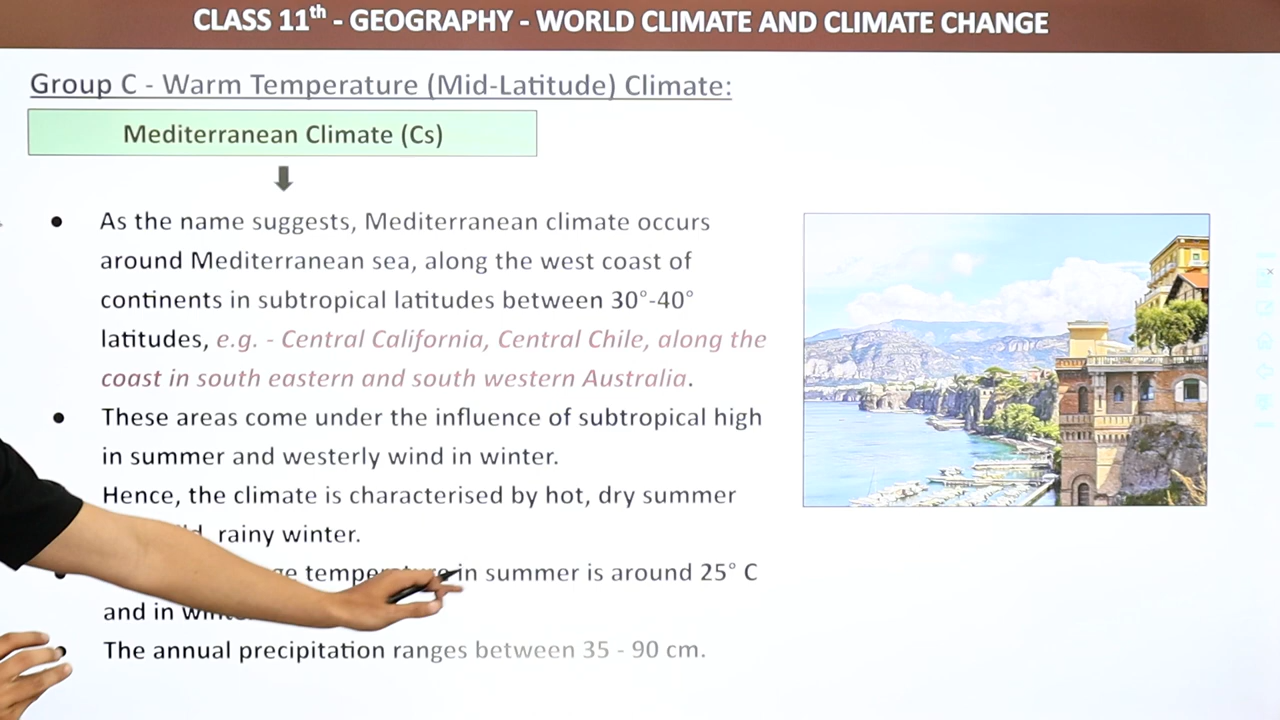 CLASS 11th - GEOGRAPHY - WORLD CLIMATE AND CLIMATE CHANGE
Group C - Warm Temperature (Mid-Latitude) Climate:
Mediterranean Climate (Cs)
● As the name suggests, Mediterranean climate occurs
around Mediterranean sea, along the west coast of
continents in subtropical latitudes between 30°-40°
latitudes, e.g. - Central California, Central Chile, along the
coast in south eastern and south western Australia.
● These areas come under the influence of subtropical high
in summer and westerly wind in winter.
Hence, the climate is characterised by hot, dry summer
rainy winter.
in summer is around 25° C
and in
● The annual precipitation ranges between 35 - 90 cm.